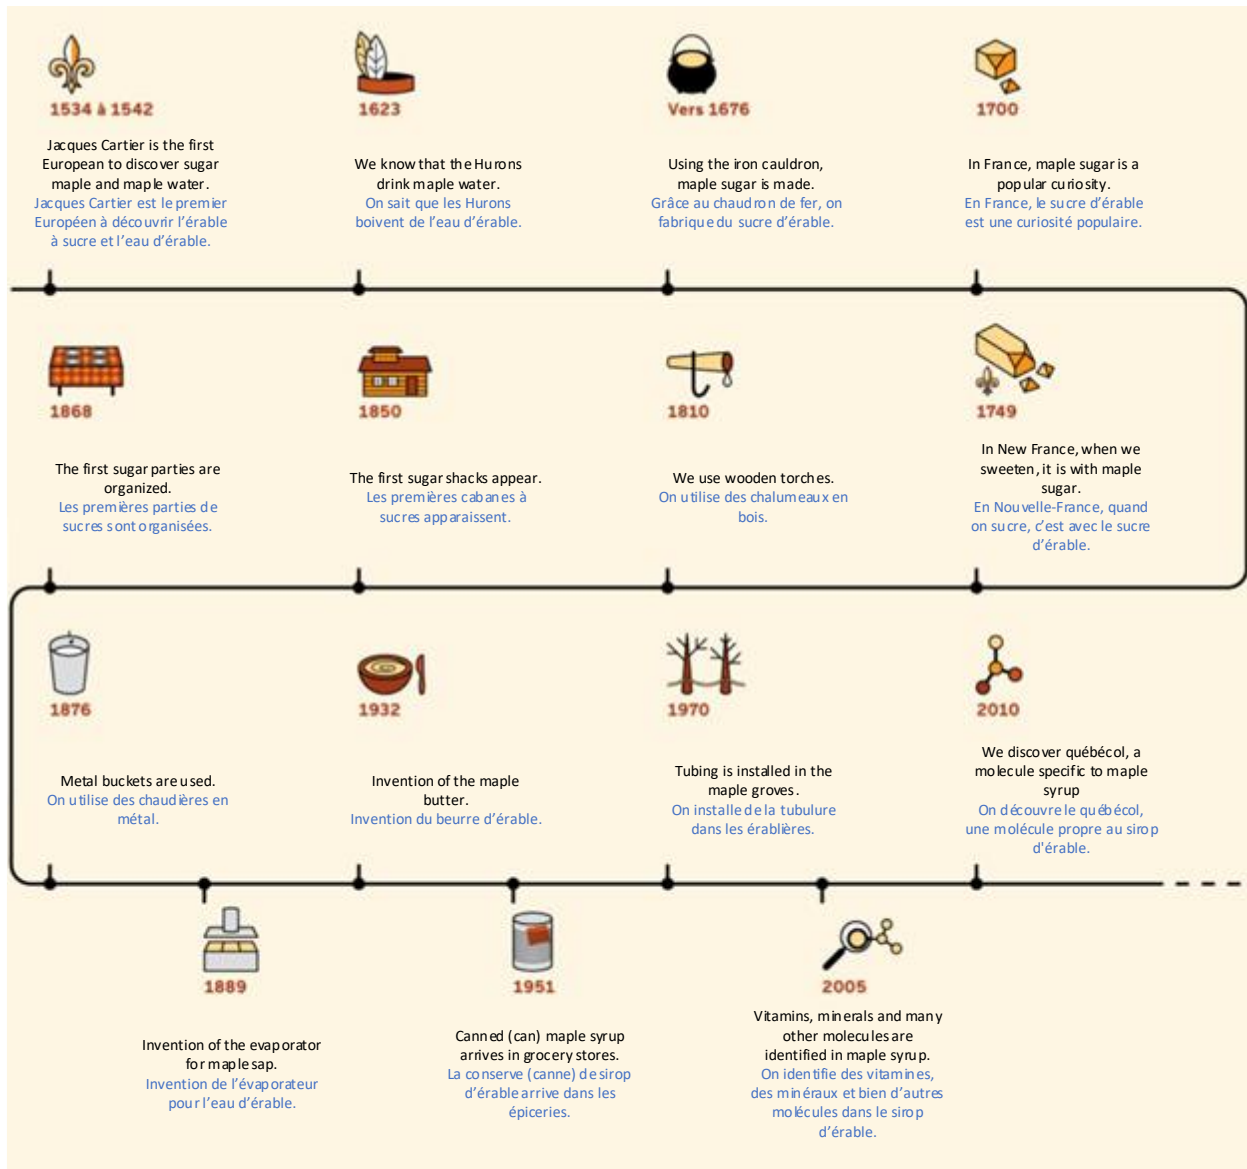 1534 à 1542
Jacques Cartier is the first
European to discover sugar
maple and maple water.
Jacques Cartier est le premier
Européen à découvrir l'érable
à sucre et l'eau d'érable.
1623
We know that the Hurons
drink maple water.
On sait que les Hurons
boivent de l'eau d'érable.
Vers 1676
Using the iron cauldron,
maple sugar is made.
Grâce au chaudron de fer, on
fabrique du sucre d'érable.
1700
In France, maple sugar is a
popular curiosity.
En France, le sucre d'érable
est une curiosité populaire.
1749
In New France, when we
sweeten, it is with maple
sugar.
En Nouvelle-France, quand
on sucre, c'est avec le sucre
d'érable.
1810
We use wooden torches.
On utilise des chalumeaux en
bois.
1850
The first sugar shacks appear.
Les premières cabanes à
sucres apparaissent.
1868
The first sugar parties are
organized.
Les premières parties de
sucres sont organisées.
1876
Metal buckets are used.
On utilise des chaudières en
métal.
1889
Invention of the evaporator
for maple sap.
Invention de l'évaporateur
pour l'eau d'érable.
1932
Invention of the maple
butter.
Invention du beurre d'érable.
1951
Canned (can) maple syrup
arrives in grocery stores.
La conserve (canne) de sirop
d'érable arrive dans les
épiceries.
1970
Tubing is installed in the
maple groves.
On installe de la tubulure
dans les érablières.
2005
Vitamins, minerals and many
other molecules are
identified in maple syrup.
On identifie des vitamines,
des minéraux et bien d'autres
molécules dans le sirop
d'érable.
2010
We discover québécol, a
molecule specific to maple
syrup
On découvre le québécol,
une molécule propre au sirop
d'érable.